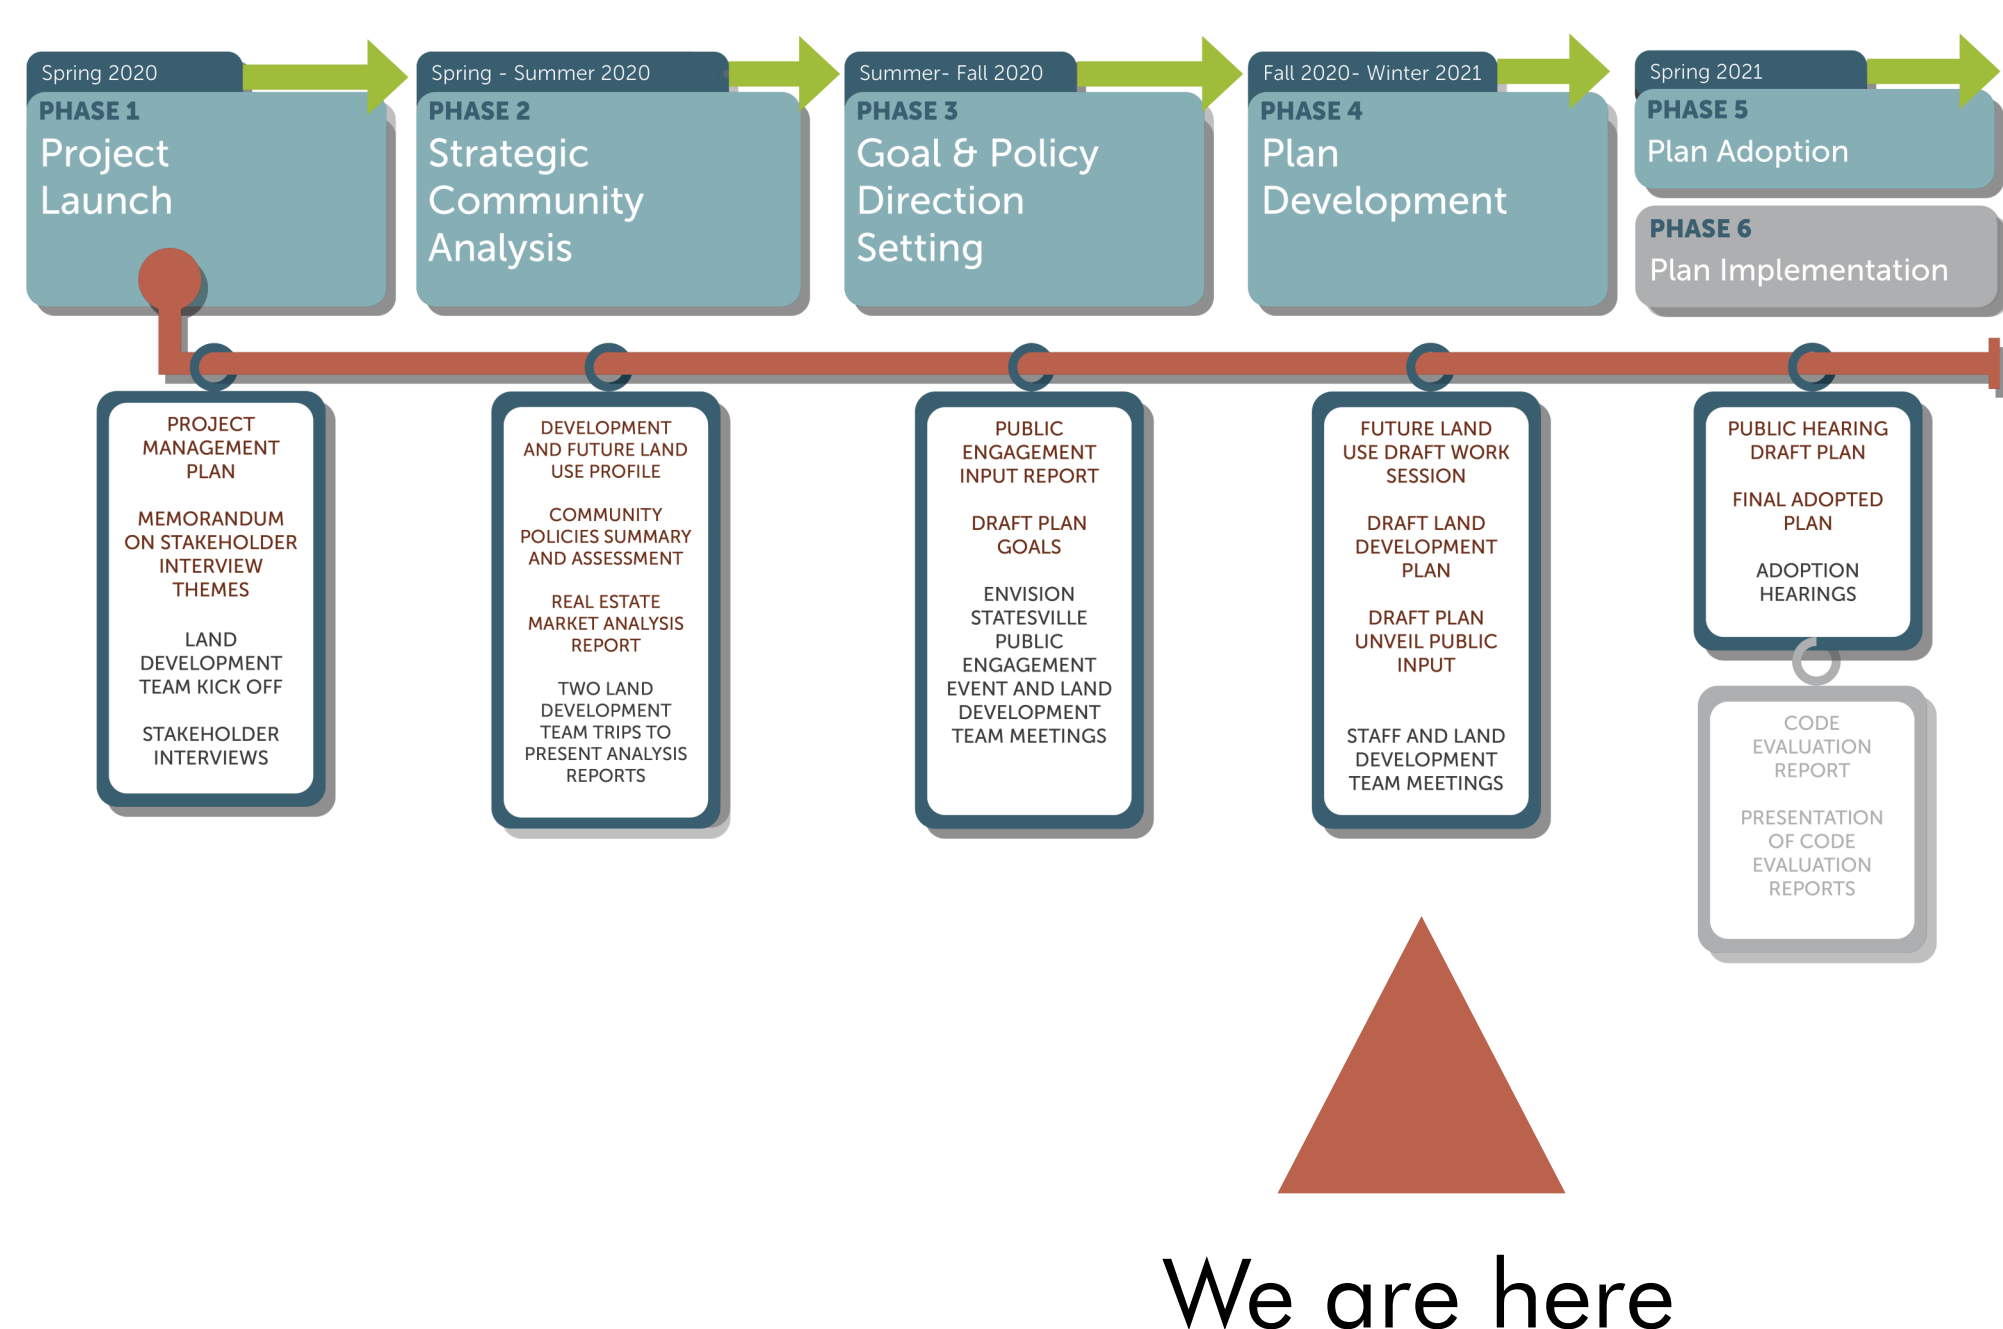 Spring 2020
PHASE 1
Project
Launch
Spring - Summer 2020
PHASE 2
Strategic
Community
Analysis
Summer- Fall 2020
PHASE 3
Goal & Policy
Direction
Setting
Fall 2020- Winter 2021
PHASE 4
Plan
Development
Spring 2021
PHASE 5
Plan Adoption
PHASE 6
Plan Implementation
PROJECT
MANAGEMENT
PLAN
MEMORANDUM
ON STAKEHOLDER
INTERVIEW
THEMES
LAND
DEVELOPMENT
TEAM KICK OFF
STAKEHOLDER
INTERVIEWS
DEVELOPMENT
AND FUTURE LAND
USE PROFILE
COMMUNITY
POLICIES SUMMARY
AND ASSESSMENT
REAL ESTATE
MARKET ANALYSIS
REPORT
TWO LAND
DEVELOPMENT
TEAM TRIPS TO
PRESENT ANALYSIS
REPORTS
PUBLIC
ENGAGEMENT
INPUT REPORT
DRAFT PLAN
GOALS
ENVISION
STATESVILLE
PUBLIC
ENGAGEMENT
EVENT AND LAND
DEVELOPMENT
TEAM MEETINGS
FUTURE LAND
USE DRAFT WORK
SESSION
DRAFT LAND
DEVELOPMENT
PLAN
DRAFT PLAN
UNVEIL PUBLIC
INPUT
STAFF AND LAND
DEVELOPMENT
TEAM MEETINGS
PUBLIC HEARING
DRAFT PLAN
FINAL ADOPTED
PLAN
ADOPTION
HEARINGS
CODE
EVALUATION
REPORT
PRESENTATION
OF CODE
EVALUATION
REPORTS
We are here